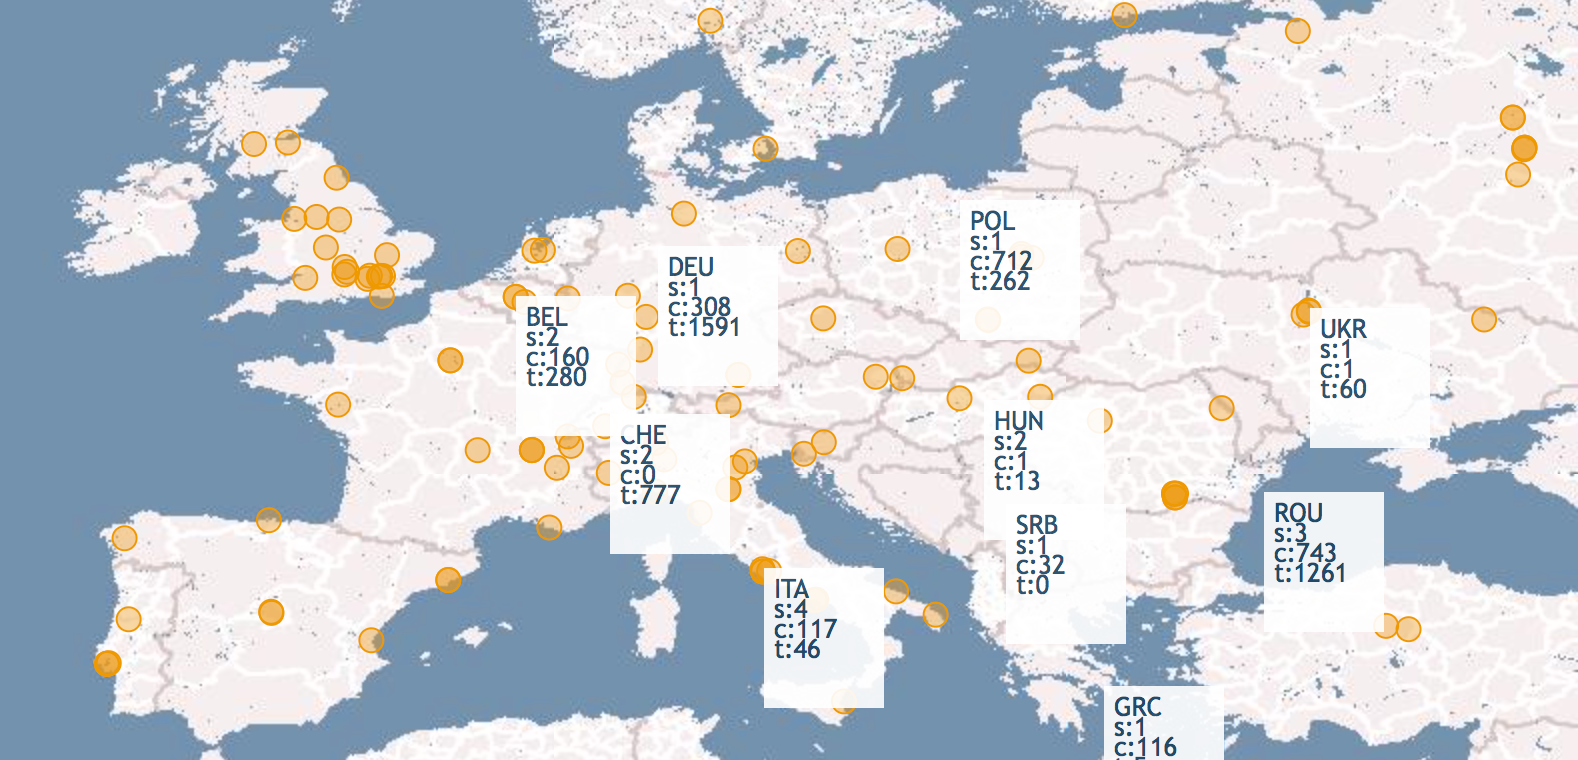 POL
s:1
c:712
t:262
DEU
s:1
c:308
t:1591
BEL
s:2
c:160
t:280
UKR
s:1
c:1
t:60
HUN
s:2
c:1
t:13
CHE
s:2
c:0
t:777
ROU
s:3
c:743
t:1261
SRB
s:1
c:32
t:0
ITA
s:4
c:117
t:46
GRC
s:1
c:116